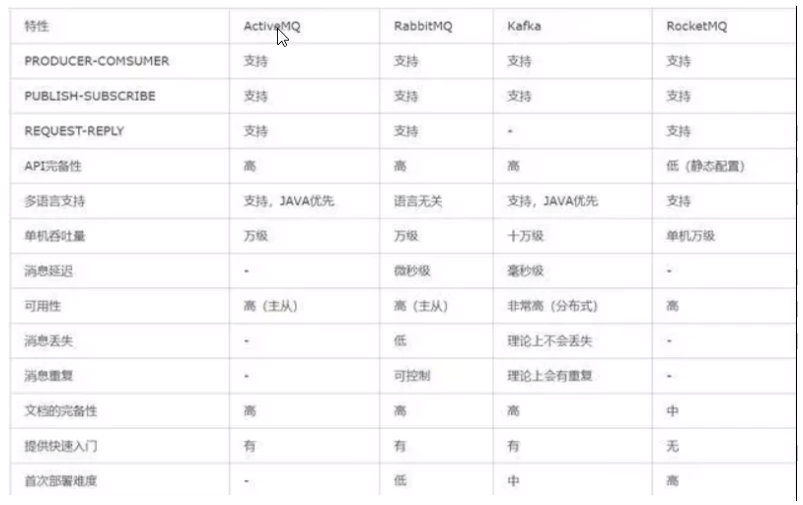 特性 ActiveMQ RabbitMQ Kafka RocketMQ
PRODUCER-COMSUMER 支持 支持 支持 支持
PUBLISH-SUBSCRIBE 支持 支持 支持 支持
REQUEST-REPLY 支持 支持 - 支持
API完备性 高 高 高 低（静态配置）
多语言支持 支持，JAVA优先 语言无关 支持，JAVA优先 支持
单机吞吐量 万级 万级 十万级 单机万级
消息延迟 - 微秒级 毫秒级 -
可用性 高（主从） 高（主从） 非常高（分布式） 高
消息丢失 - 低 理论上不会丢失 -
消息重复 - 可控制 理论上会有重复 -
文档的完备性 高 高 高 中
提供快速入门 有 有 有 无
首次部署难度 - 低 中 高